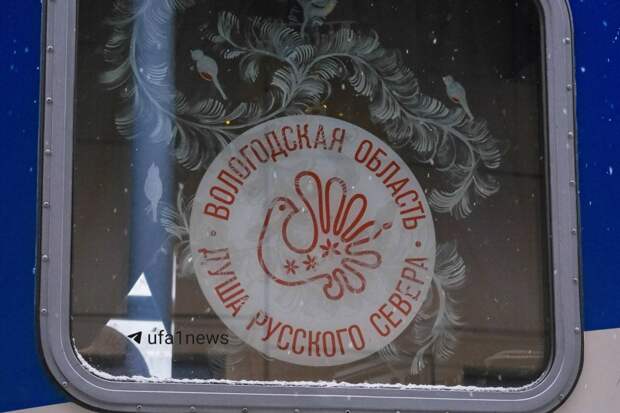 ВОЛОГОДСКАЯ ОБЛАСТЬ
ДУША РУССКОГО СЕВЕРА
ufa1news